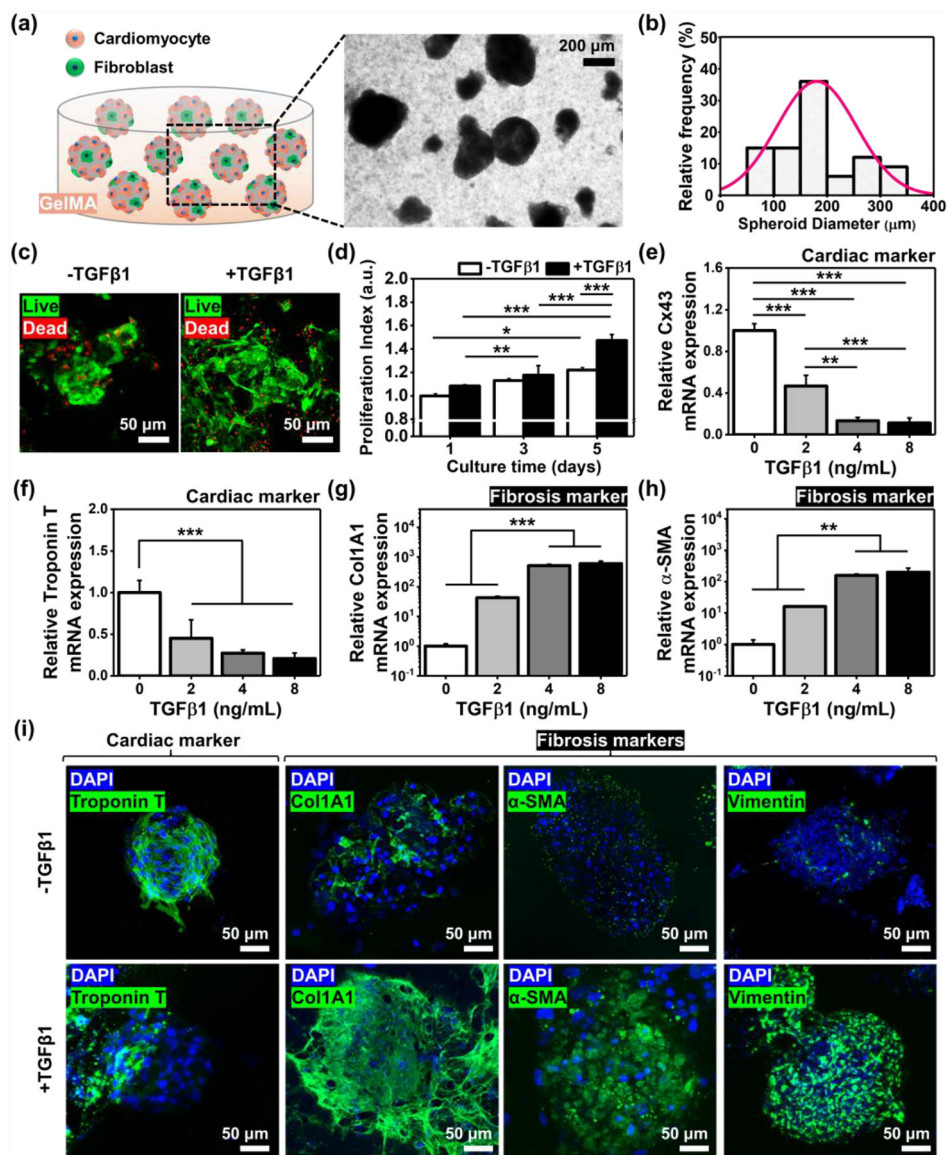 (a)
Cardiomyocyte
Fibroblast
GelMA
200 μm
(b)
Relative frequency (%)
50
40
30
20
10
0
0 100 200 300 400
Spheroid Diameter (μm)
(c)
-TGFβ1
+TGFβ1
Live
Dead
50 μm
Live
Dead
50 μm
(d)
-TGFβ1 +TGFβ1
Proliferation Index (a.u.)
2.0
1.8
1.6
1.4
1.2
1.0
0.2
0.0
***
***
***
*
**
1 3 5
Culture time (days)
(e)
Cardiac marker
Relative Cx43
mRNA expression
1.6
1.2
0.8
0.4
0.0
***
***
***
***
**
0 2 4 8
TGFβ1 (ng/mL)
(f)
Cardiac marker
Relative Troponin T
mRNA expression
2.0
1.5
1.0
0.5
0.0
***
0 2 4 8
TGFβ1 (ng/mL)
(g)
Fibrosis marker
Relative Col1A1
mRNA expression
10⁴
10³
10²
10¹
10⁰
10⁻¹
***
0 2 4 8
TGFβ1 (ng/mL)
(h)
Fibrosis marker
Relative α-SMA
mRNA expression
10⁴
10³
10²
10¹
10⁰
10⁻¹
**
0 2 4 8
TGFβ1 (ng/mL)
(i)
Cardiac marker
Fibrosis markers
-TGFβ1
DAPI
Troponin T
50 μm
DAPI
Col1A1
50 μm
DAPI
α-SMA
50 μm
DAPI
Vimentin
50 μm
+TGFβ1
DAPI
Troponin T
50 μm
DAPI
Col1A1
50 μm
DAPI
α-SMA
50 μm
DAPI
Vimentin
50 μm